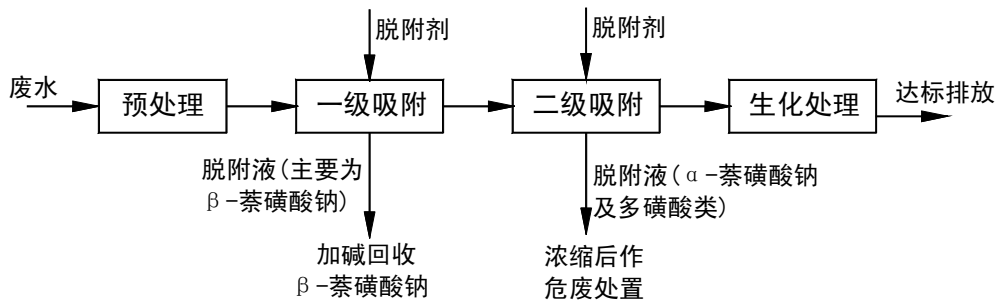 脱附剂
脱附剂
废水
预处理
一级吸附
二级吸附
生化处理
达标排放
脱附液(主要为
β-萘磺酸钠)
脱附液(α-萘磺酸钠
及多磺酸类)
加碱回收
β-萘磺酸钠
浓缩后作
危废处置